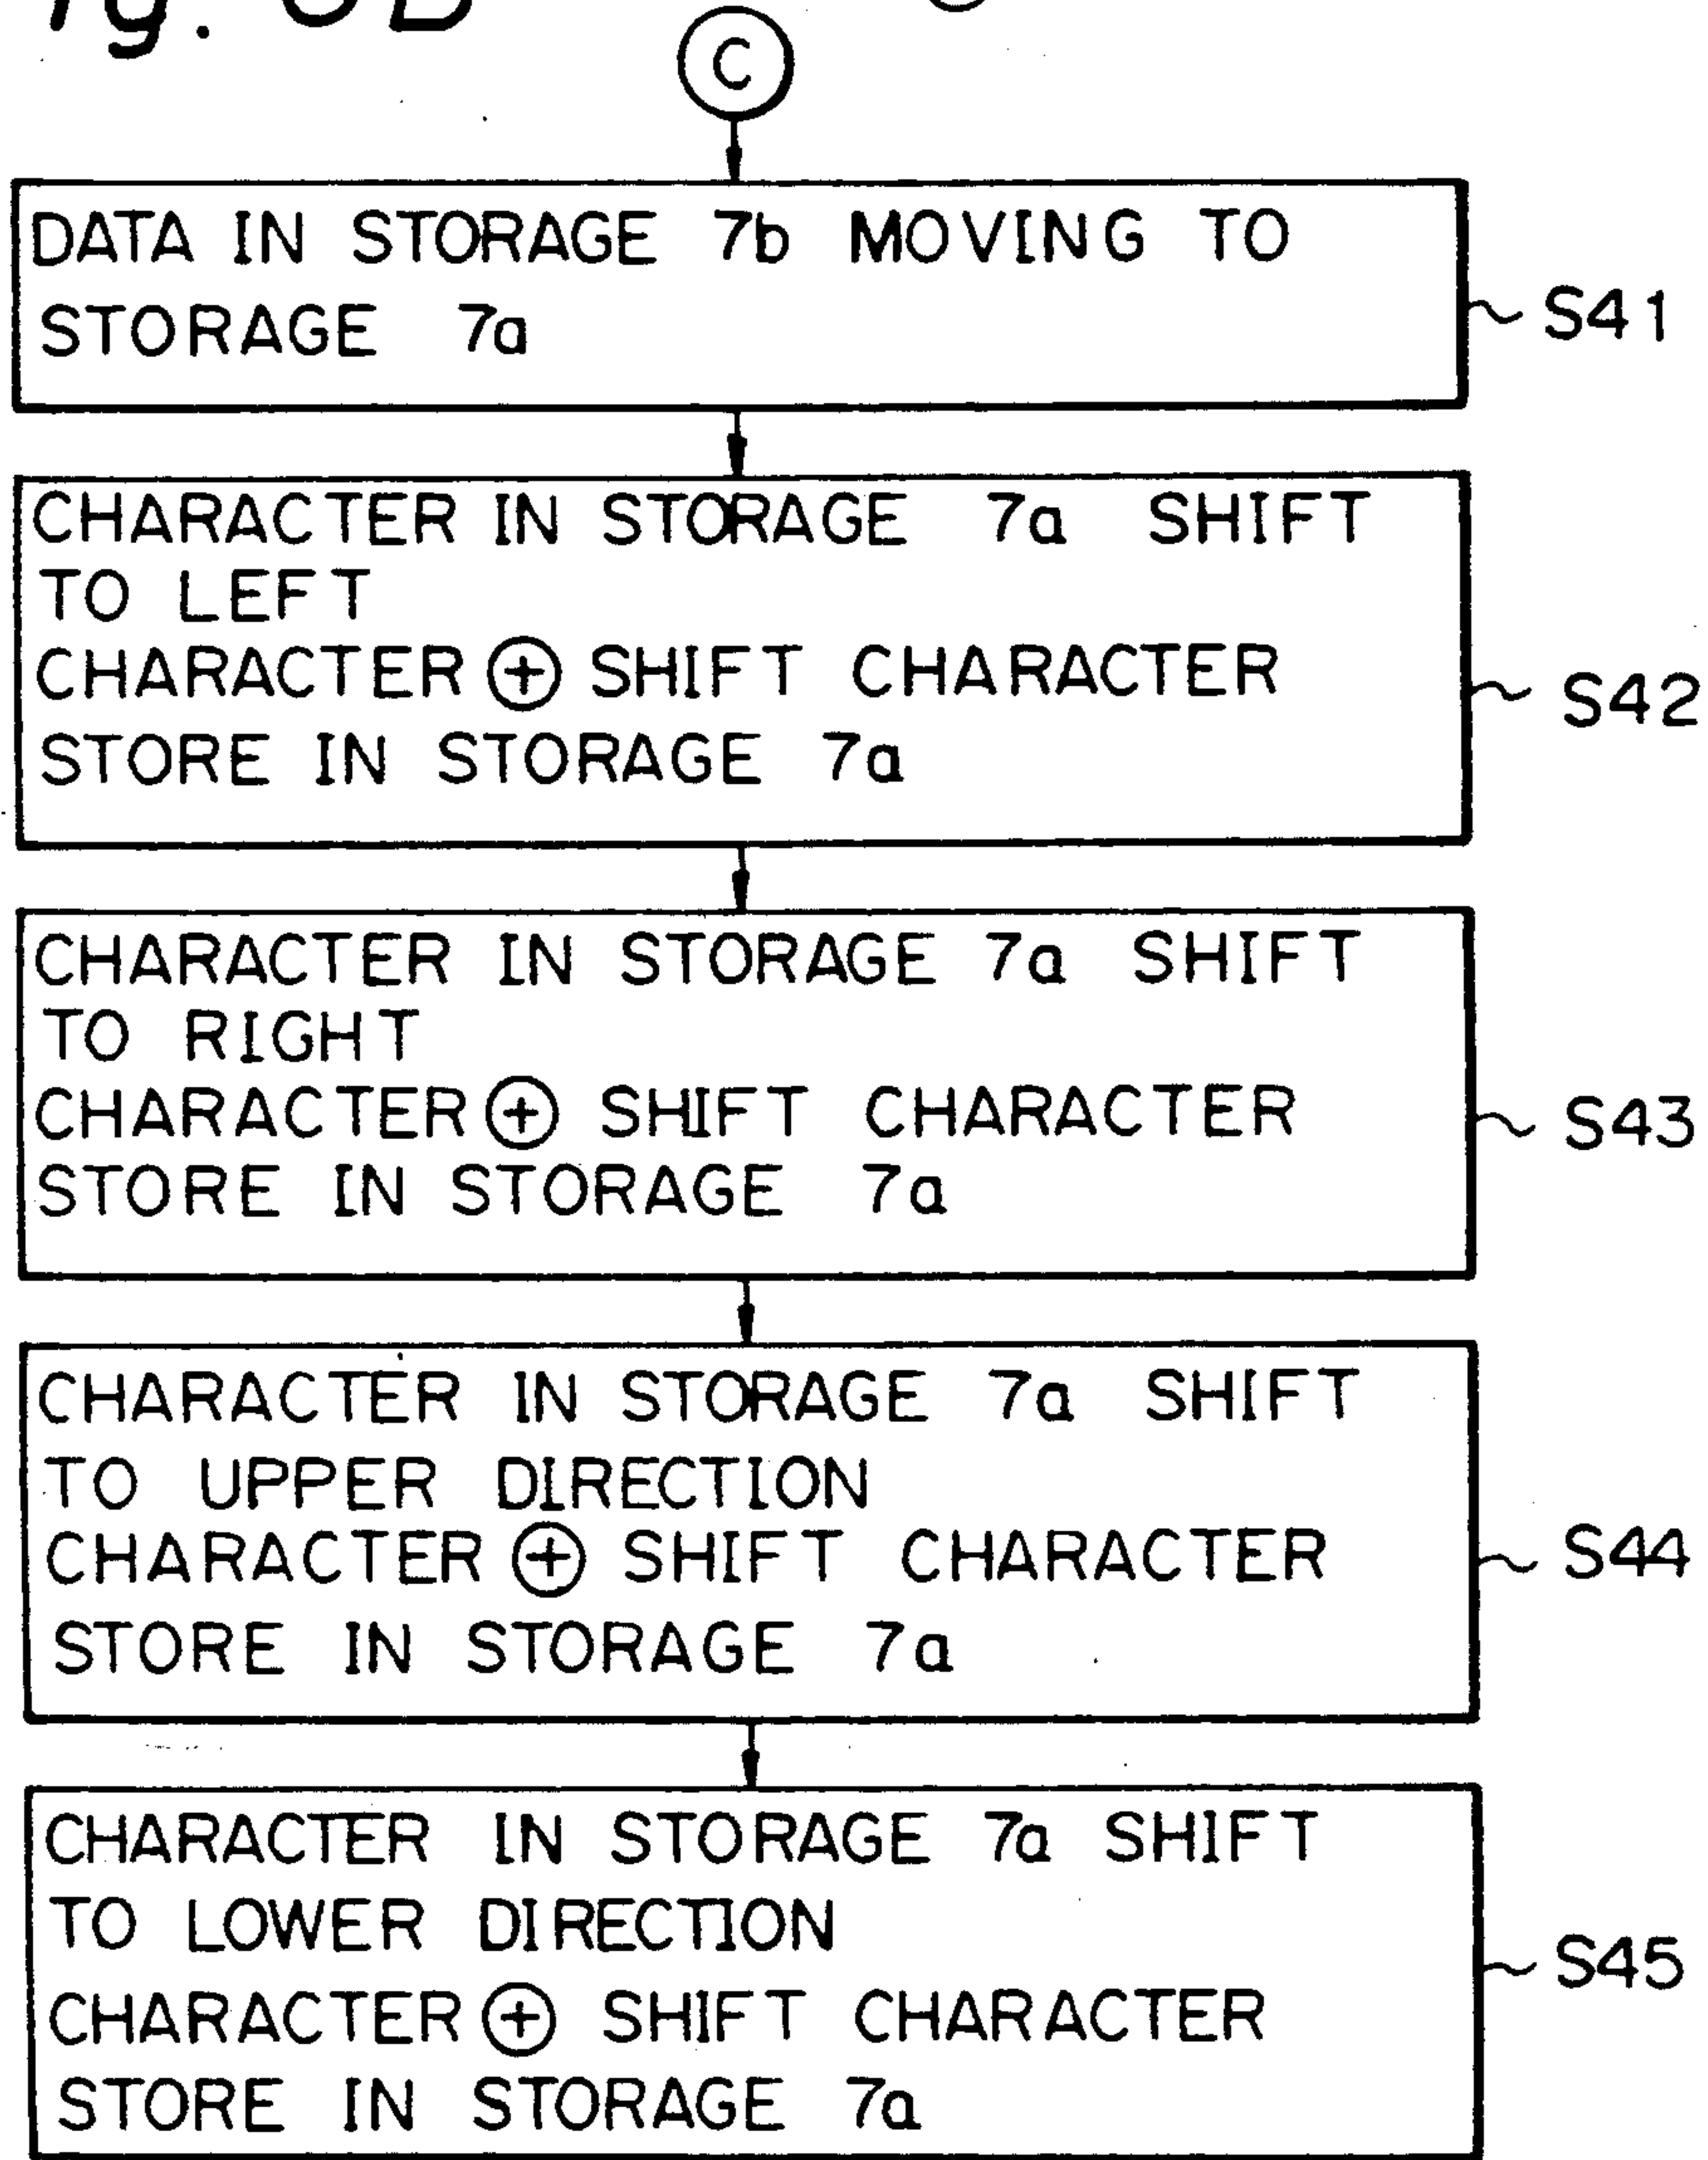 C
DATA IN STORAGE 7b MOVING TO
STORAGE 7a
S41
CHARACTER IN STORAGE 7a SHIFT
TO LEFT
CHARACTER ⊕ SHIFT CHARACTER
STORE IN STORAGE 7a
S42
CHARACTER IN STORAGE 7a SHIFT
TO RIGHT
CHARACTER ⊕ SHIFT CHARACTER
STORE IN STORAGE 7a
S43
CHARACTER IN STORAGE 7a SHIFT
TO UPPER DIRECTION
CHARACTER ⊕ SHIFT CHARACTER
STORE IN STORAGE 7a
S44
CHARACTER IN STORAGE 7a SHIFT
TO LOWER DIRECTION
CHARACTER ⊕ SHIFT CHARACTER
STORE IN STORAGE 7a
S45